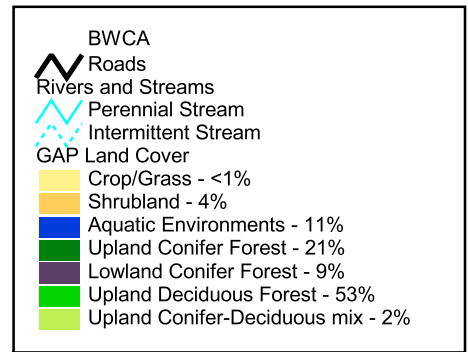 BWCA
Roads
Rivers and Streams
Perennial Stream
Intermittent Stream
GAP Land Cover
Crop/Grass - <1%
Shrubland - 4%
Aquatic Environments - 11%
Upland Conifer Forest - 21%
Lowland Conifer Forest - 9%
Upland Deciduous Forest - 53%
Upland Conifer-Deciduous mix - 2%